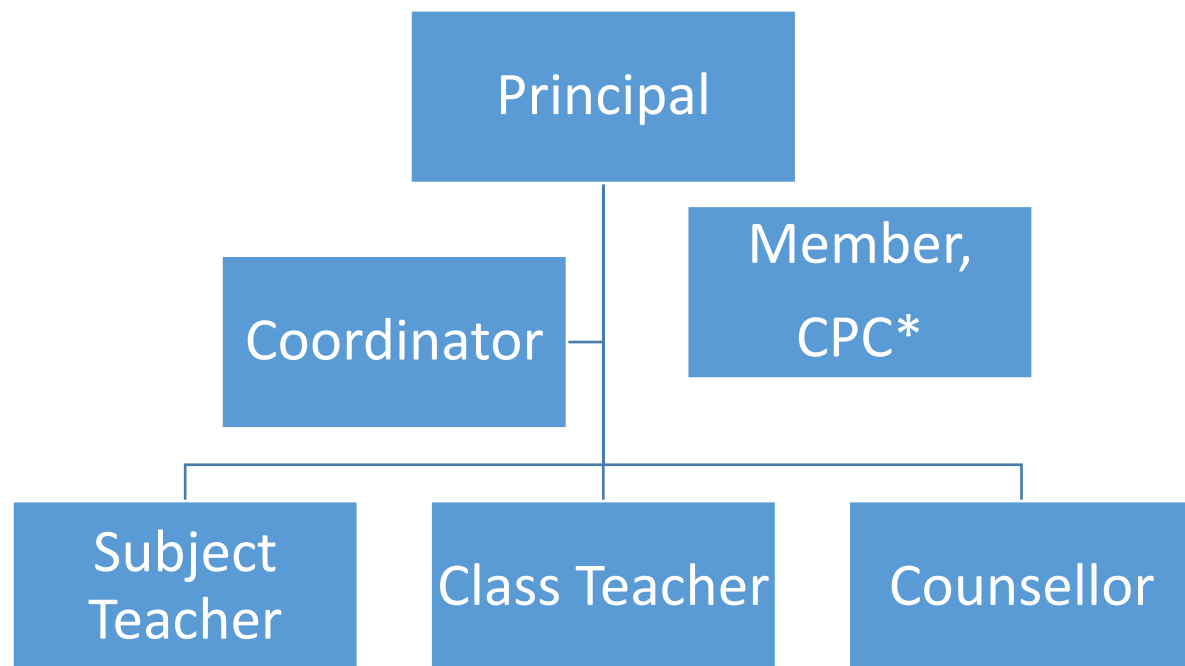 Principal
Member,
CPC*
Coordinator
Subject
Teacher
Class Teacher
Counsellor